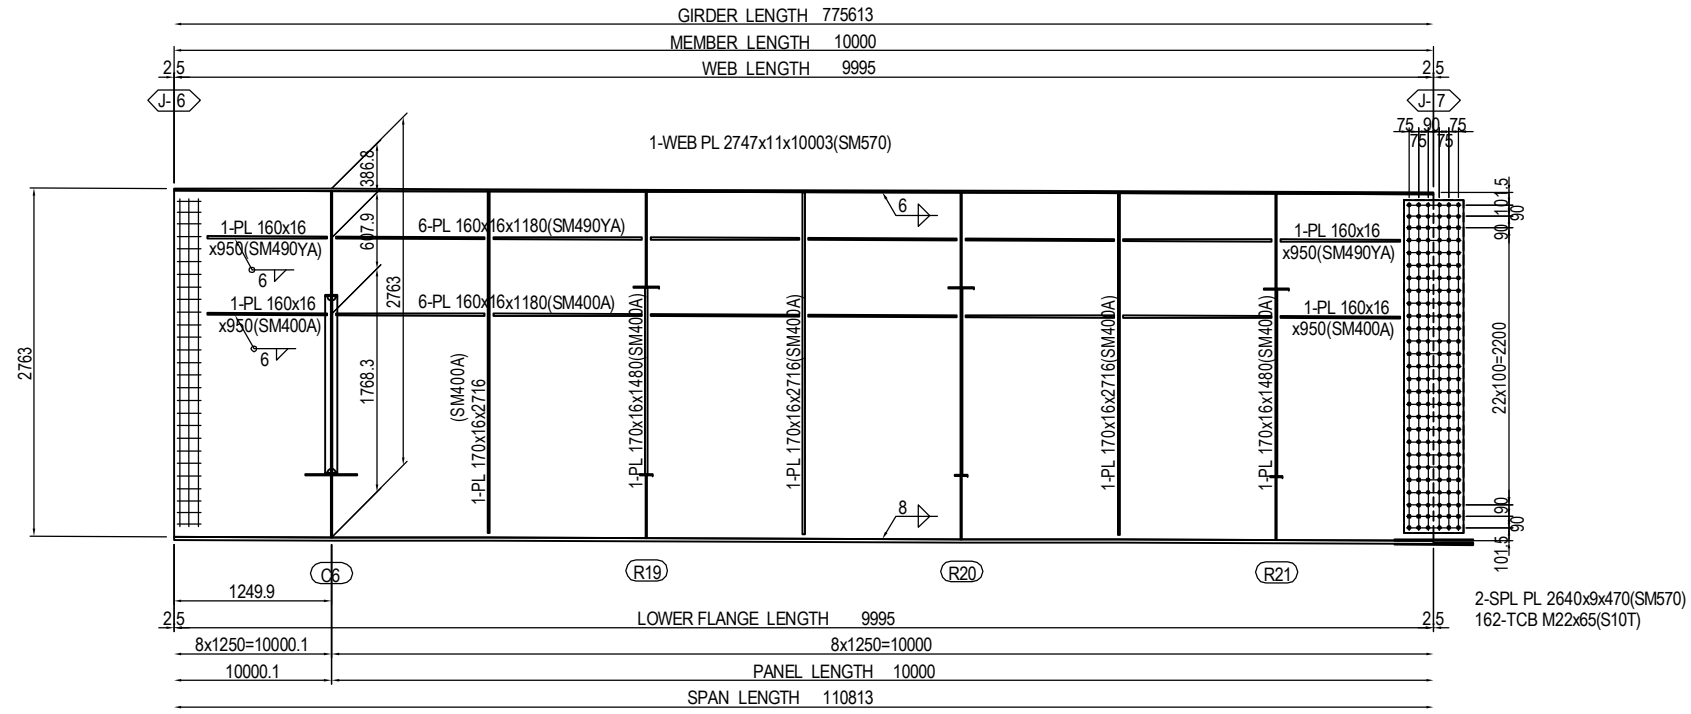 GIRDER LENGTH 775613
MEMBER LENGTH 10000
2.5
WEB LENGTH 9995
2.5
J-6
J-7
75 90 75
75 75
1-WEB PL 2747x11x10003(SM570)
386.8
607.9
2763
1768.3
2763
1-PL 160x16
x950(SM490YA)
6
6-PL 160x16x1180(SM490YA)
6
1-PL 160x16
x950(SM490YA)
1-PL 160x16
x950(SM400A)
6
6-PL 160x16x1180(SM400A)
1-PL 160x16
x950(SM400A)
(SM400A)
1-PL 170x16x2716
1-PL 170x16x1480(SM400A)
1-PL 170x16x2716(SM400A)
1-PL 170x16x2716(SM400A)
1-PL 170x16x1480(SM400A)
8
101.5
90
90
22x100=2200
90
90
101.5
C6
R19
R20
R21
1249.9
2.5
LOWER FLANGE LENGTH 9995
2.5
2-SPL PL 2640x9x470(SM570)
162-TCB M22x65(S10T)
8x1250=10000.1
8x1250=10000
10000.1
PANEL LENGTH 10000
SPAN LENGTH 110813